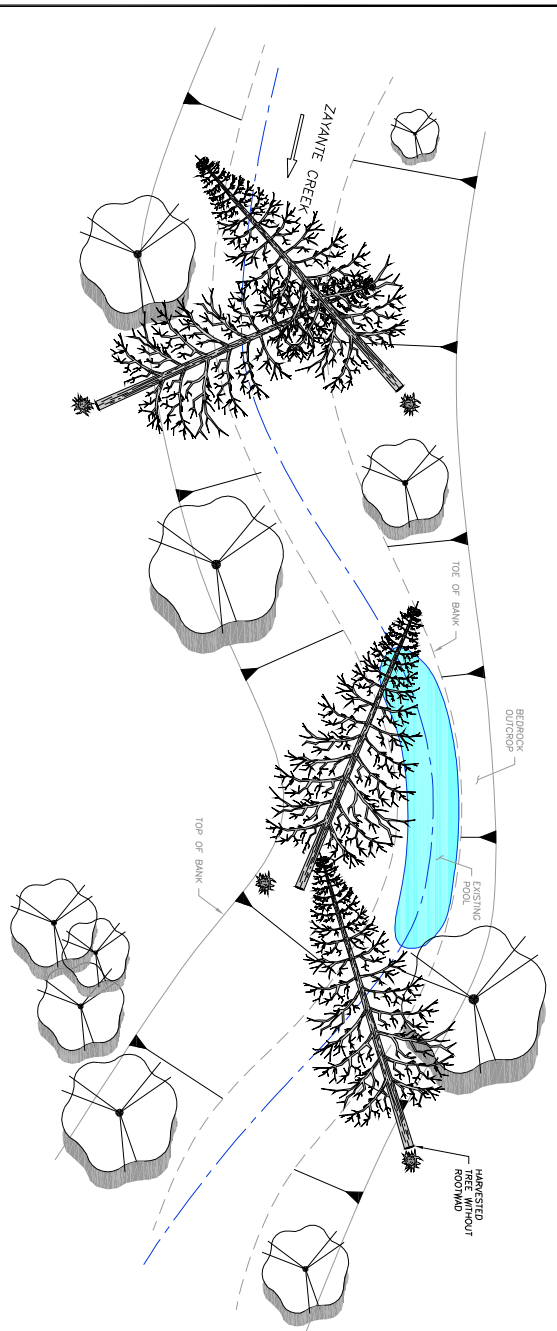 ZAYANTE CREEK
TOE OF BANK
BEDROCK
OUTCROP
EXISTING
POOL
TOP OF BANK
HARVESTED
TREE WITHOUT
ROOTWAD